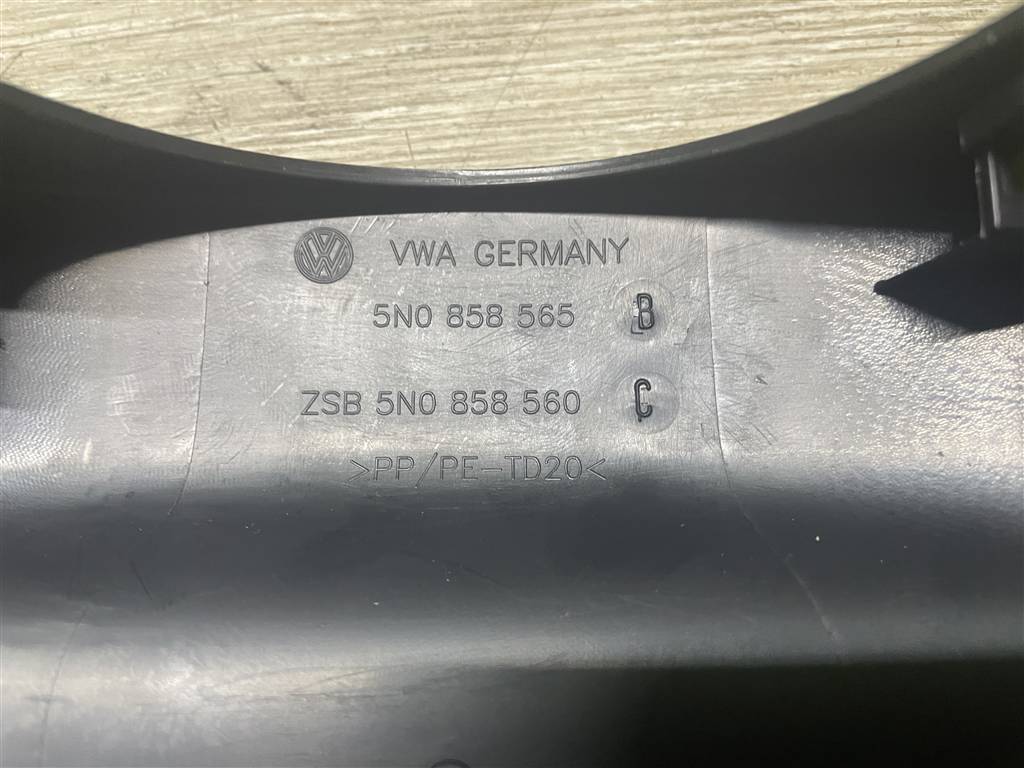 VWA GERMANY
5N0 858 565 B
ZSB 5N0 858 560 C
>PP/PE-TD20<